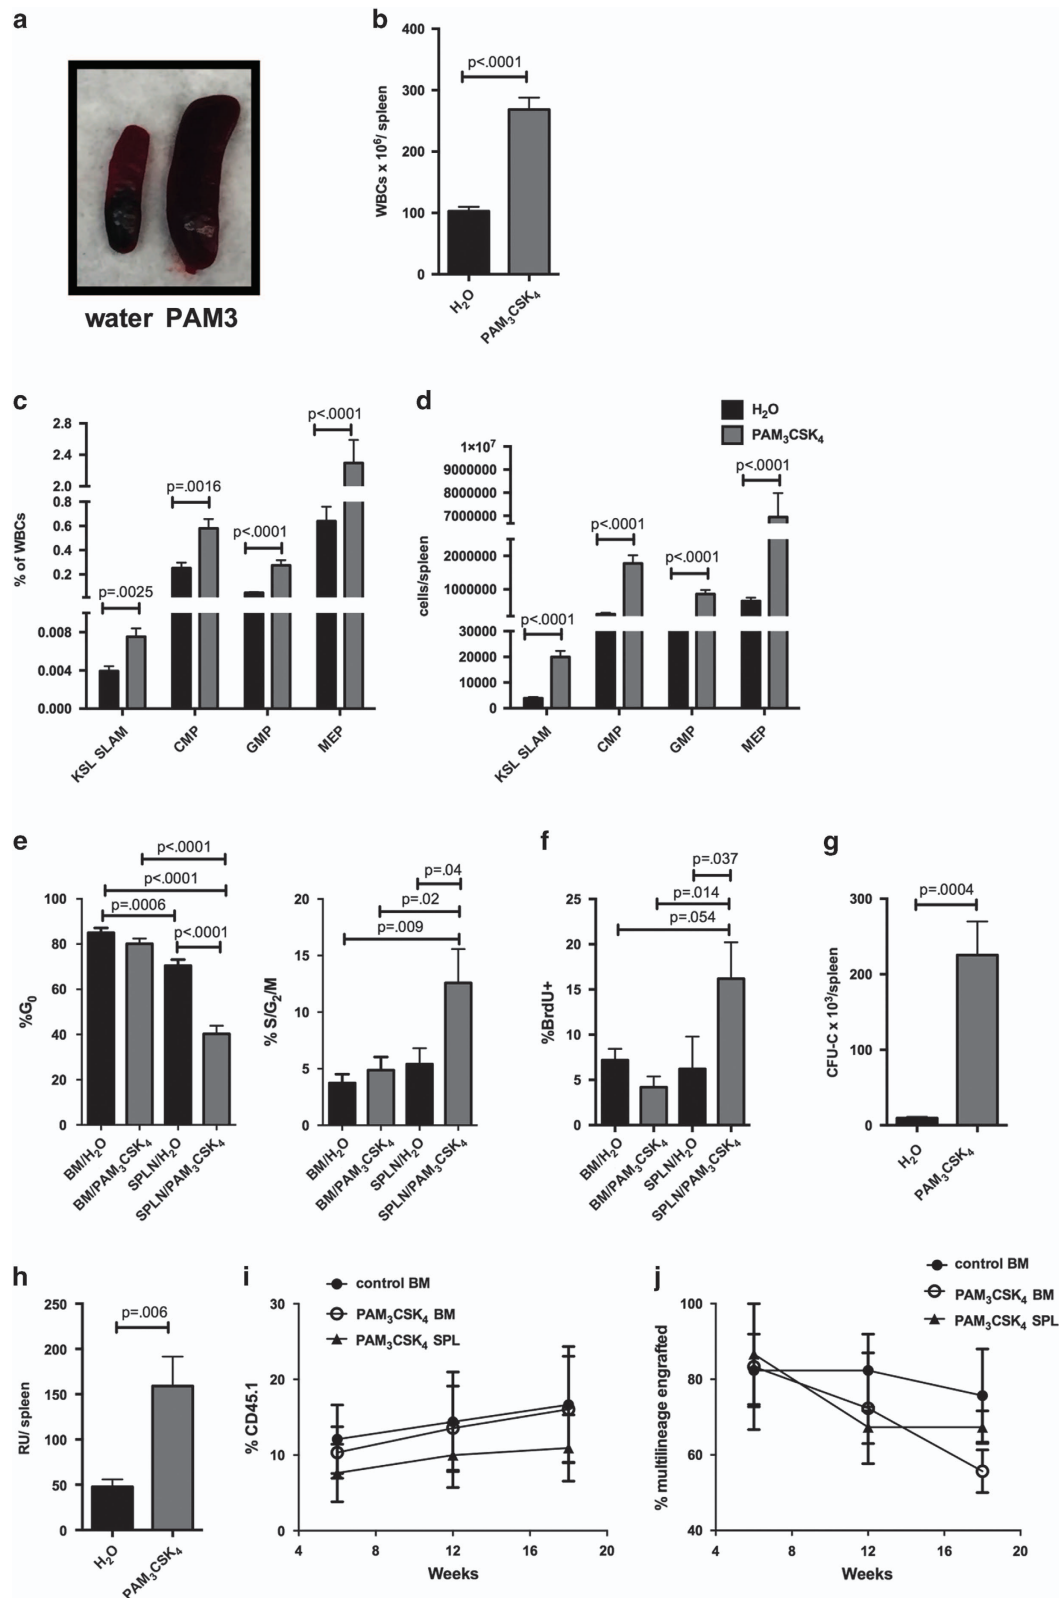 a
water PAM3
b
WBCs x 10⁶/ spleen
400
300
200
100
0
p<.0001
H₂O
PAM₃CSK₄
c
% of WBCs
2.8
2.4
2.0
0.8
0.6
0.4
0.2
0.008
0.004
0.000
p=.0025
p=.0016
p<.0001
p<.0001
KSL SLAM
CMP
GMP
MEP
d
H₂O
PAM₃CSK₄
cells/spleen
1×10⁷
9000000
8000000
7000000
2000000
1000000
30000
20000
10000
0
p<.0001
p<.0001
p<.0001
p<.0001
KSL SLAM
CMP
GMP
MEP
e
%G₀
100
80
60
40
20
0
p<.0001
p<.0001
p=.0006
p<.0001
BM/H₂O
BM/PAM₃CSK₄
SPLN/H₂O
SPLN/PAM₃CSK₄
% S/G₂/M
20
15
10
5
0
p=.04
p=.02
p=.009
BM/H₂O
BM/PAM₃CSK₄
SPLN/H₂O
SPLN/PAM₃CSK₄
f
%BrdU+
25
20
15
10
5
0
p=.037
p=.014
p=.054
BM/H₂O
BM/PAM₃CSK₄
SPLN/H₂O
SPLN/PAM₃CSK₄
g
CFU-C x 10³/spleen
300
200
100
0
p=.0004
H₂O
PAM₃CSK₄
h
RU/ spleen
250
200
150
100
50
0
p=.006
H₂O
PAM₃CSK₄
i
control BM
PAM₃CSK₄ BM
PAM₃CSK₄ SPL
% CD45.1
30
20
10
0
4 8 12 16 20
Weeks
j
control BM
PAM₃CSK₄ BM
PAM₃CSK₄ SPL
% multilineage engrafted
100
80
60
40
4 8 12 16 20
Weeks